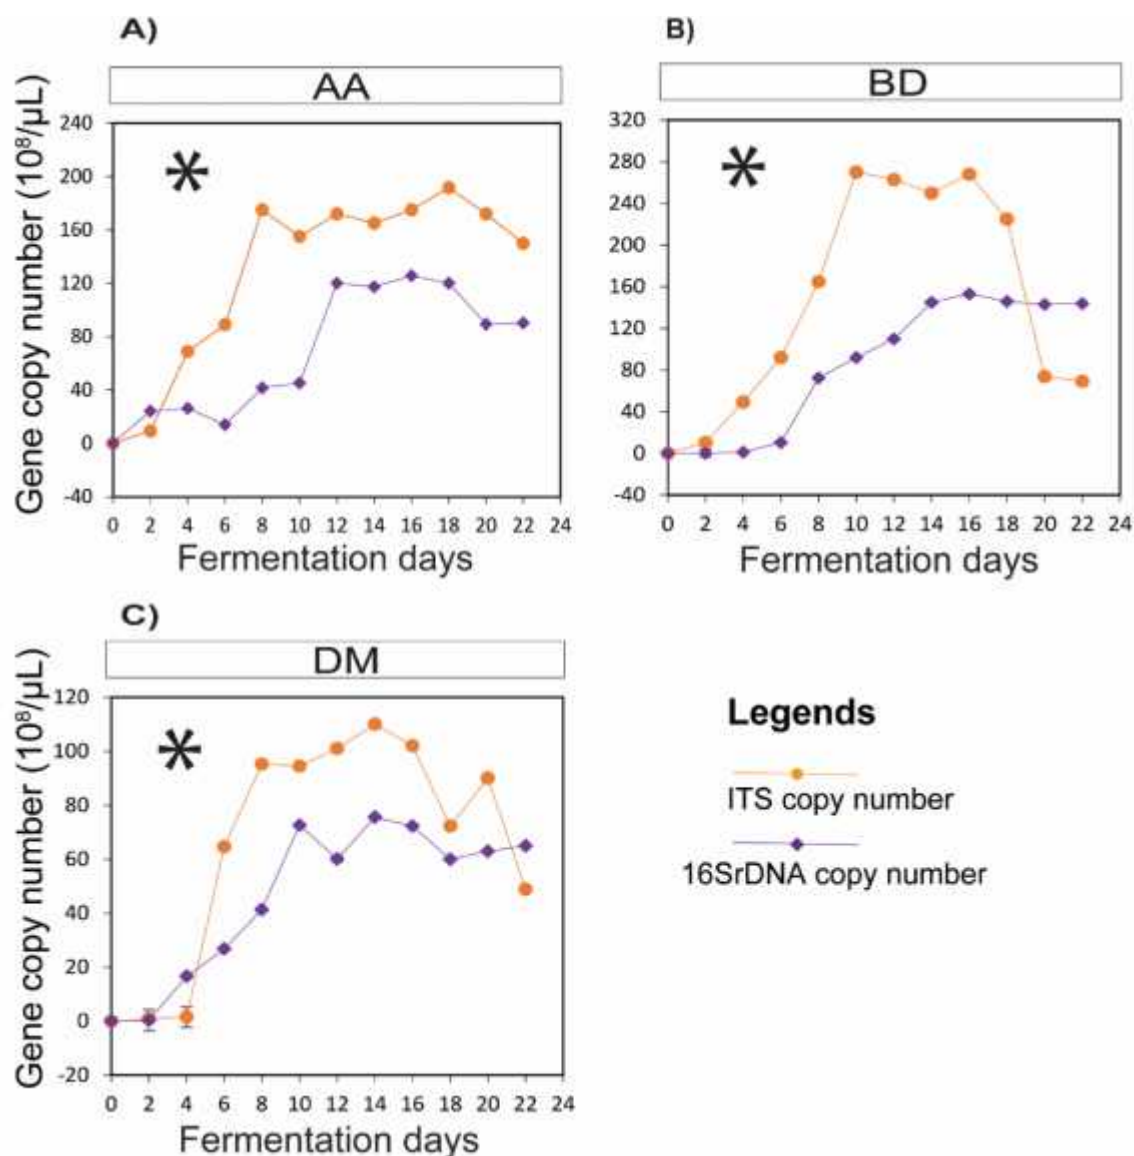 A)
AA
Gene copy number (10⁸/µL)
240
200
160
120
80
40
0
-40
0 2 4 6 8 10 12 14 16 18 20 22 24
Fermentation days
B)
BD
320
280
240
200
160
120
80
40
0
-40
0 2 4 6 8 10 12 14 16 18 20 22 24
Fermentation days
C)
DM
Gene copy number (10⁸/µL)
120
100
80
60
40
20
0
-20
0 2 4 6 8 10 12 14 16 18 20 22 24
Fermentation days
Legends
ITS copy number
16SrDNA copy number